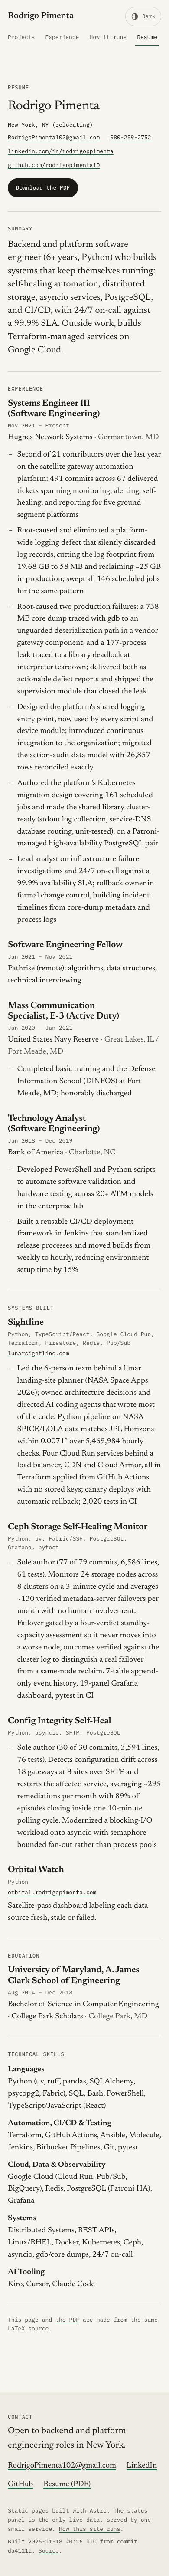 Rodrigo Pimenta
Dark
Projects Experience How it runs Resume
RESUME
Rodrigo Pimenta
New York, NY (relocating)
RodrigoPimenta102@gmail.com 980-259-2752
linkedin.com/in/rodrigoppimenta
github.com/rodrigopimenta10
Download the PDF
SUMMARY
Backend and platform software
engineer (6+ years, Python) who builds
systems that keep themselves running:
self-healing automation, distributed
storage, asyncio services, PostgreSQL,
and CI/CD, with 24/7 on-call against
a 99.9% SLA. Outside work, builds
Terraform-managed services on
Google Cloud.
EXPERIENCE
Systems Engineer III
(Software Engineering)
Nov 2021 – Present
Hughes Network Systems · Germantown, MD
– Second of 21 contributors over the last year
on the satellite gateway automation
platform: 491 commits across 67 delivered
tickets spanning monitoring, alerting, self-
healing, and reporting for five ground-
segment platforms
– Root-caused and eliminated a platform-
wide logging defect that silently discarded
log records, cutting the log footprint from
19.68 GB to 58 MB and reclaiming ~25 GB
in production; swept all 146 scheduled jobs
for the same pattern
– Root-caused two production failures: a 738
MB core dump traced with gdb to an
unguarded deserialization path in a vendor
gateway component, and a 177-process
leak traced to a library deadlock at
interpreter teardown; delivered both as
actionable defect reports and shipped the
supervision model that closed the leak
– Designed the platform's shared logging
entry point, now used by every script and
device module; introduced continuous
integration to the organization; migrated
the action-audit data model with 26,857
rows reconciled exactly
– Authored the platform's Kubernetes
migration design covering 161 scheduled
jobs and made the shared library cluster-
ready (stdout log collection, service-DNS
database routing, unit-tested), on a Patroni-
managed high-availability PostgreSQL pair
– Lead analyst on infrastructure failure
investigations and 24/7 on-call against a
99.9% availability SLA; rollback owner in
formal change control, building incident
timelines from core-dump metadata and
process logs
Software Engineering Fellow
Jan 2021 – Nov 2021
Pathrise (remote): algorithms, data structures,
technical interviewing
Mass Communication
Specialist, E-3 (Active Duty)
Jan 2020 – Jan 2021
United States Navy Reserve · Great Lakes, IL /
Fort Meade, MD
– Completed basic training and the Defense
Information School (DINFOS) at Fort
Meade, MD; honorably discharged
Technology Analyst
(Software Engineering)
Jun 2018 – Dec 2019
Bank of America · Charlotte, NC
– Developed PowerShell and Python scripts
to automate software validation and
hardware testing across 20+ ATM models
in the enterprise lab
– Built a reusable CI/CD deployment
framework in Jenkins that standardized
release processes and moved builds from
weekly to hourly, reducing environment
setup time by 15%
SYSTEMS BUILT
Sightline
Python, TypeScript/React, Google Cloud Run,
Terraform, Firestore, Redis, Pub/Sub
lunarsightline.com
– Led the 6-person team behind a lunar
landing-site planner (NASA Space Apps
2026); owned architecture decisions and
directed AI coding agents that wrote most
of the code. Python pipeline on NASA
SPICE/LOLA data matches JPL Horizons
within 0.0071° over 5,469,984 hourly
checks. Four Cloud Run services behind a
load balancer, CDN and Cloud Armor, all in
Terraform applied from GitHub Actions
with no stored keys; canary deploys with
automatic rollback; 2,020 tests in CI
Ceph Storage Self-Healing Monitor
Python, uv, Fabric/SSH, PostgreSQL,
Grafana, pytest
– Sole author (77 of 79 commits, 6,586 lines,
61 tests). Monitors 24 storage nodes across
8 clusters on a 3-minute cycle and averages
~130 verified metadata-server failovers per
month with no human involvement.
Failover gated by a four-verdict standby-
capacity assessment so it never moves into
a worse node, outcomes verified against the
cluster log to distinguish a real failover
from a same-node reclaim. 7-table append-
only event history, 19-panel Grafana
dashboard, pytest in CI
Config Integrity Self-Heal
Python, asyncio, SFTP, PostgreSQL
– Sole author (30 of 30 commits, 3,594 lines,
76 tests). Detects configuration drift across
18 gateways at 8 sites over SFTP and
restarts the affected service, averaging ~295
remediations per month with 89% of
episodes closing inside one 10-minute
polling cycle. Modernized a blocking-I/O
workload onto asyncio with semaphore-
bounded fan-out rather than process pools
Orbital Watch
Python
orbital.rodrigopimenta.com
Satellite-pass dashboard labeling each data
source fresh, stale or failed.
EDUCATION
University of Maryland, A. James
Clark School of Engineering
Aug 2014 – Dec 2018
Bachelor of Science in Computer Engineering
· College Park Scholars · College Park, MD
TECHNICAL SKILLS
Languages
Python (uv, ruff, pandas, SQLAlchemy,
psycopg2, Fabric), SQL, Bash, PowerShell,
TypeScript/JavaScript (React)
Automation, CI/CD & Testing
Terraform, GitHub Actions, Ansible, Molecule,
Jenkins, Bitbucket Pipelines, Git, pytest
Cloud, Data & Observability
Google Cloud (Cloud Run, Pub/Sub,
BigQuery), Redis, PostgreSQL (Patroni HA),
Grafana
Systems
Distributed Systems, REST APIs,
Linux/RHEL, Docker, Kubernetes, Ceph,
asyncio, gdb/core dumps, 24/7 on-call
AI Tooling
Kiro, Cursor, Claude Code
This page and the PDF are made from the same
LaTeX source.
CONTACT
Open to backend and platform
engineering roles in New York.
RodrigoPimenta102@gmail.com LinkedIn
GitHub Resume (PDF)
Static pages built with Astro. The status
panel is the only live data, served by one
small service. How this site runs.
Built 2026-11-18 20:16 UTC from commit
da41111. Source.